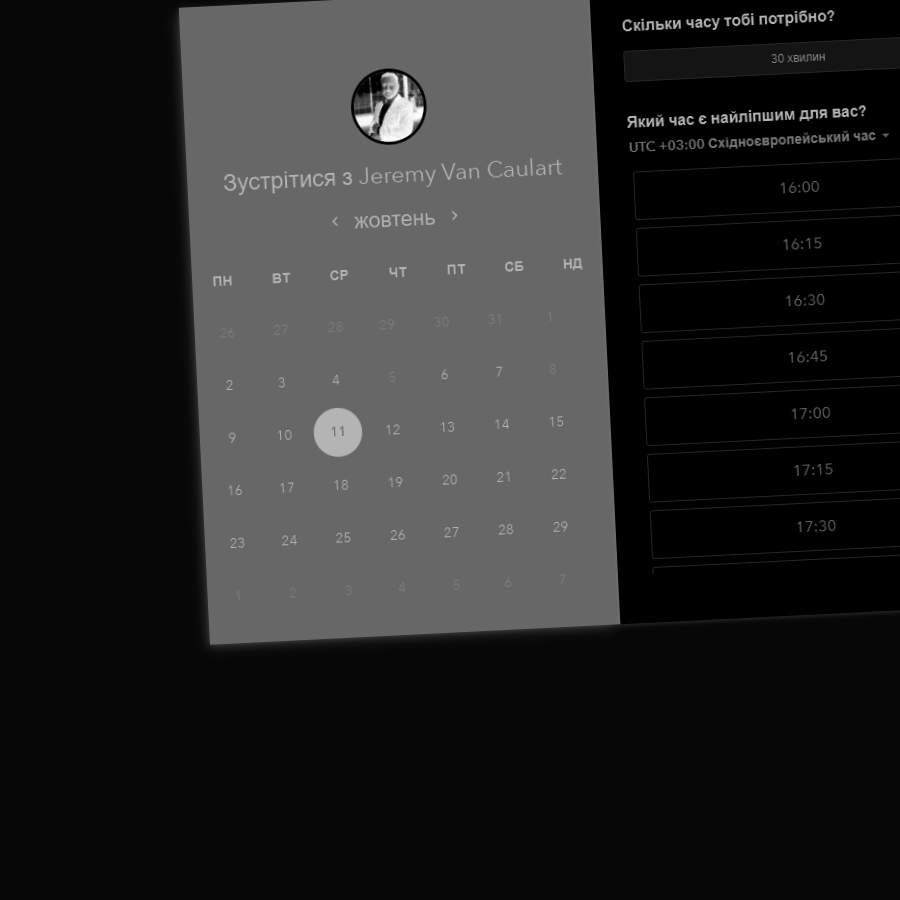 Зустрітися з Jeremy Van Caulart
жовтень
ПН ВТ СР ЧТ ПТ СБ НД
26 27 28 29 30 31 1
2 3 4 5 6 7 8
9 10 11 12 13 14 15
16 17 18 19 20 21 22
23 24 25 26 27 28 29
1 2 3 4 5 6 7
Скільки часу тобі потрібно?
30 хвилин
Який час є найліпшим для вас?
UTC +03:00 Східноєвропейський час
16:00
16:15
16:30
16:45
17:00
17:15
17:30